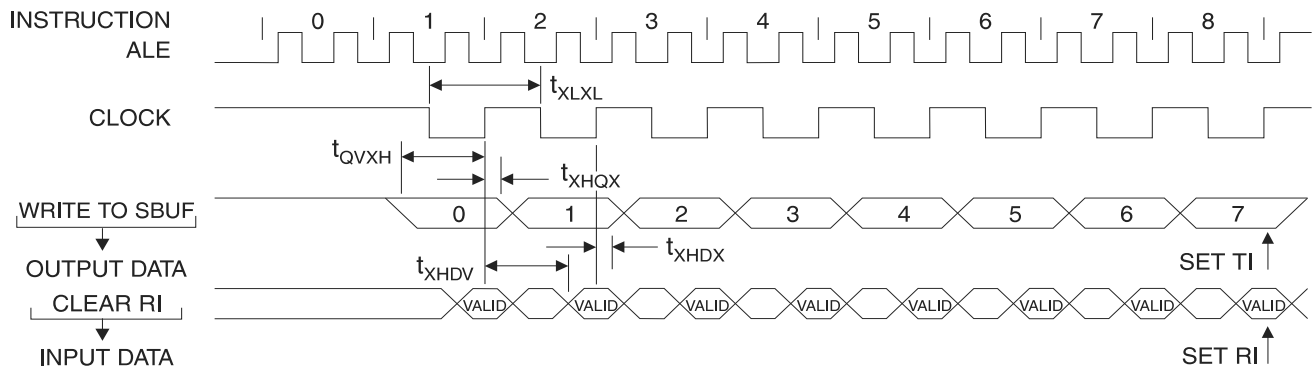 INSTRUCTION 0 1 2 3 4 5 6 7 8
ALE
tXLXL
CLOCK
tQVXH
tXHQX
WRITE TO SBUF 0 1 2 3 4 5 6 7
tXHDX
tXHDV
OUTPUT DATA SET TI
CLEAR RI VALID VALID VALID VALID VALID VALID VALID VALID
INPUT DATA SET RI